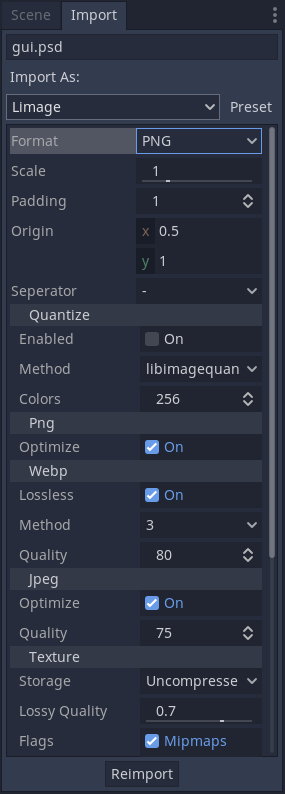 Scene Import
gui.psd
Import As:
Limage Preset
Format PNG
Scale 1
Padding 1
Origin x 0.5
y 1
Seperator -
Quantize
Enabled On
Method libimagequan
Colors 256
Png
Optimize On
Webp
Lossless On
Method 3
Quality 80
Jpeg
Optimize On
Quality 75
Texture
Storage Uncompresse
Lossy Quality 0.7
Flags Mipmaps
Reimport